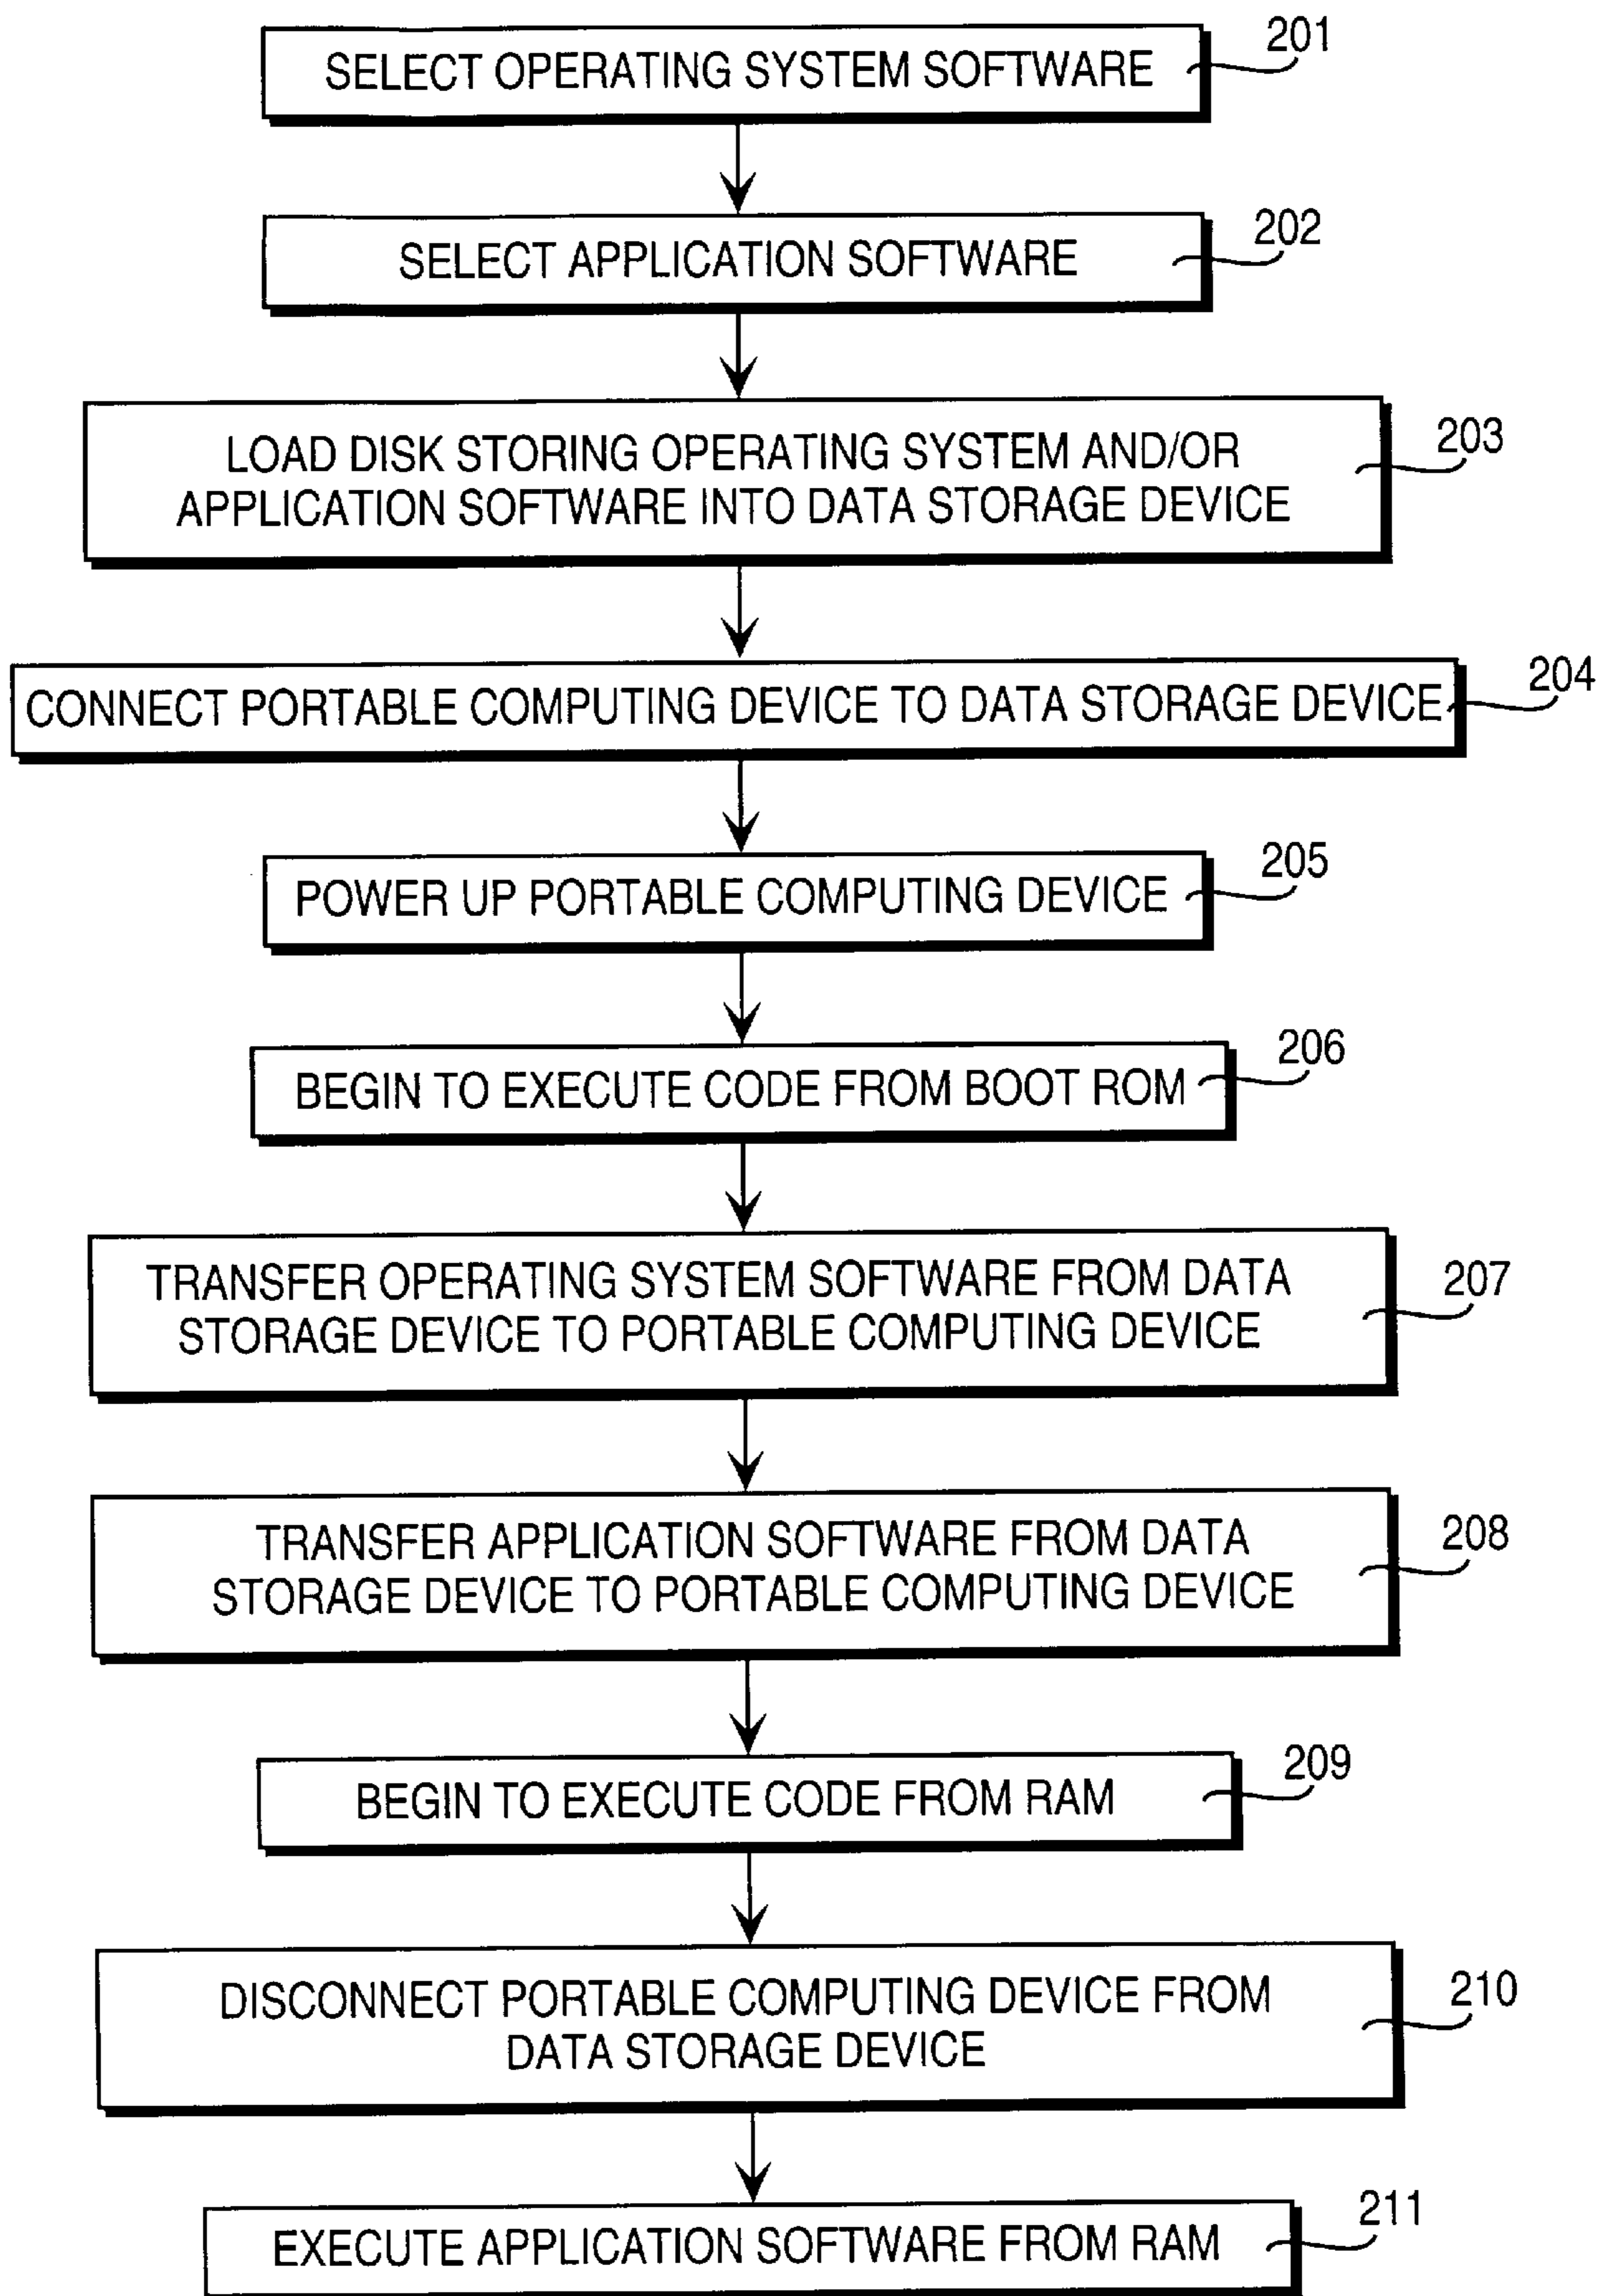 201
SELECT OPERATING SYSTEM SOFTWARE
202
SELECT APPLICATION SOFTWARE
203
LOAD DISK STORING OPERATING SYSTEM AND/OR
APPLICATION SOFTWARE INTO DATA STORAGE DEVICE
204
CONNECT PORTABLE COMPUTING DEVICE TO DATA STORAGE DEVICE
205
POWER UP PORTABLE COMPUTING DEVICE
206
BEGIN TO EXECUTE CODE FROM BOOT ROM
207
TRANSFER OPERATING SYSTEM SOFTWARE FROM DATA
STORAGE DEVICE TO PORTABLE COMPUTING DEVICE
208
TRANSFER APPLICATION SOFTWARE FROM DATA
STORAGE DEVICE TO PORTABLE COMPUTING DEVICE
209
BEGIN TO EXECUTE CODE FROM RAM
210
DISCONNECT PORTABLE COMPUTING DEVICE FROM
DATA STORAGE DEVICE
211
EXECUTE APPLICATION SOFTWARE FROM RAM